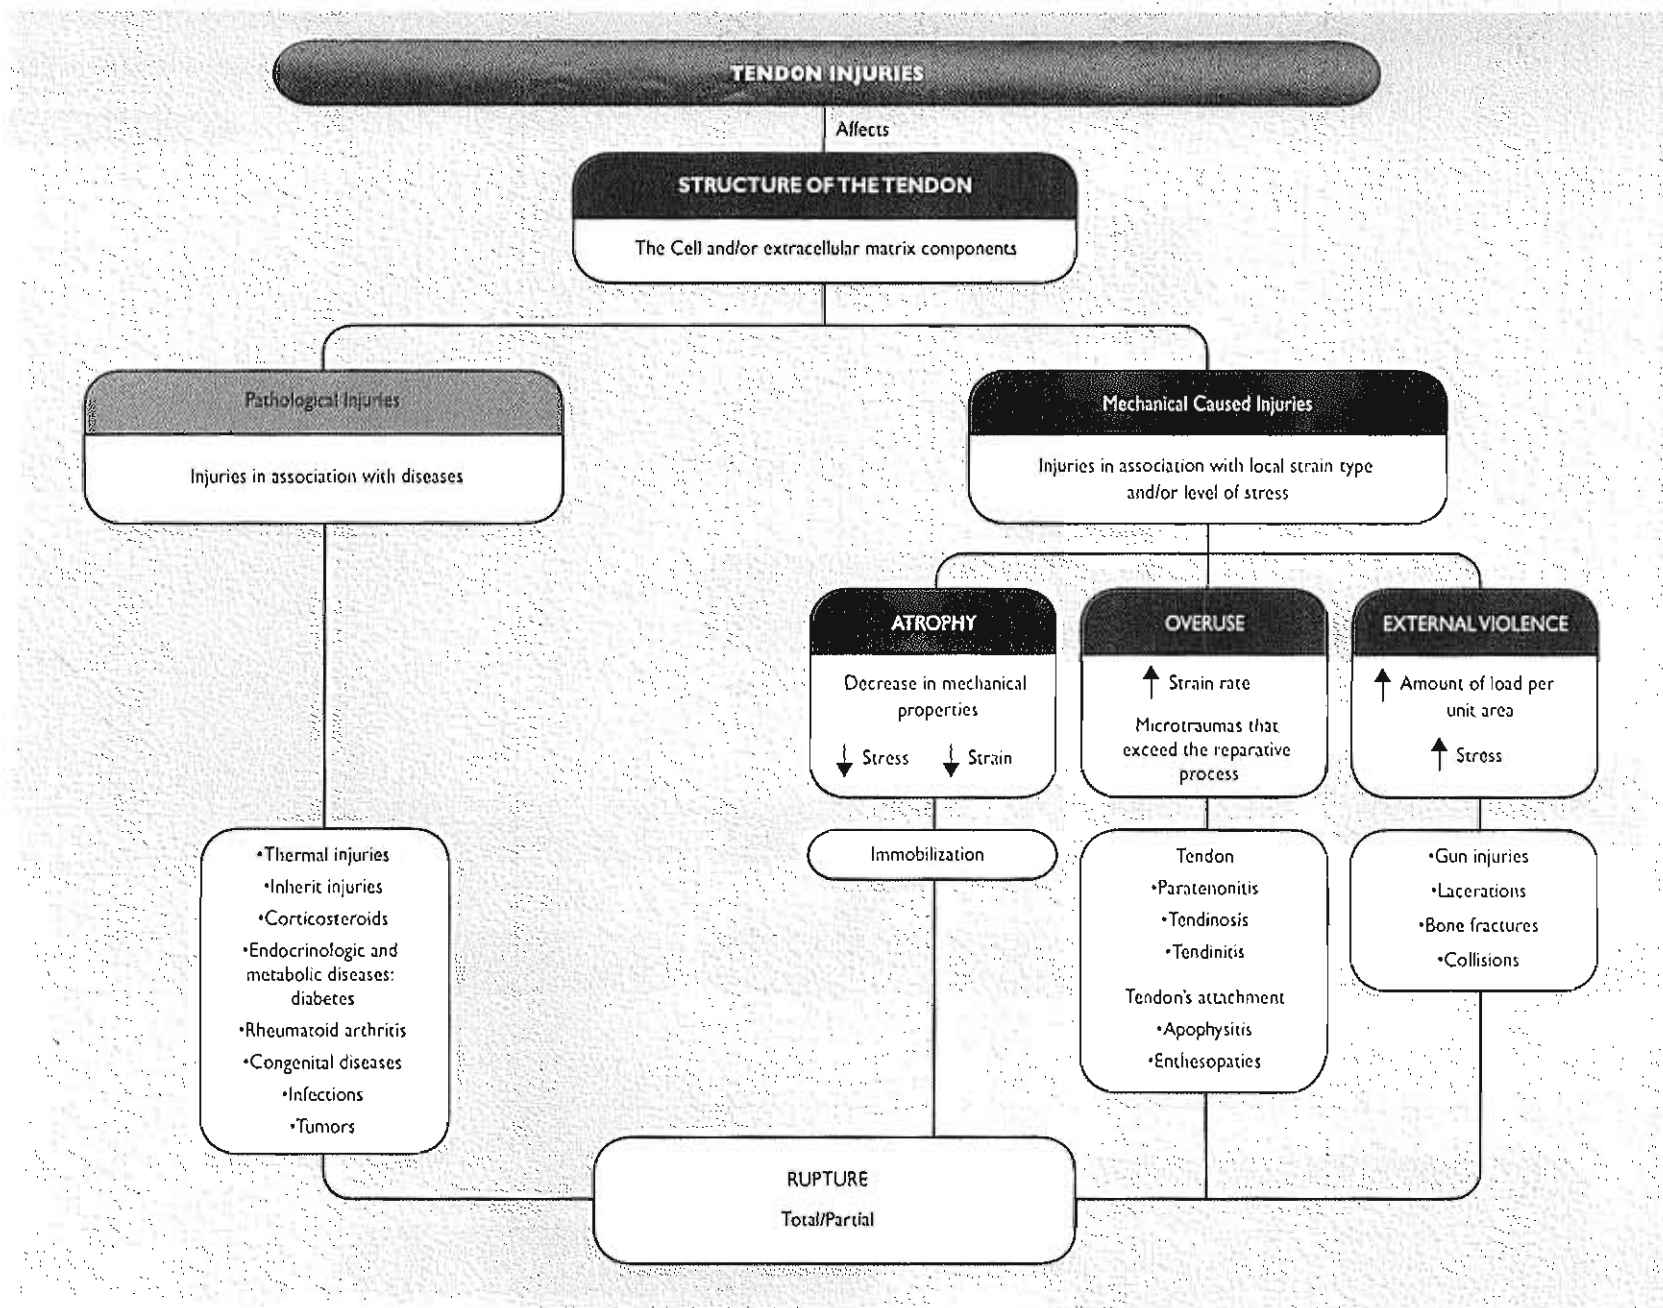 TENDON INJURIES
Affects
STRUCTURE OF THE TENDON
The Cell and/or extracellular matrix components
Pathological Injuries
Injuries in association with diseases
Mechanical Caused Injuries
Injuries in association with local strain type
and/or level of stress
ATROPHY
Decrease in mechanical
properties
↓ Stress ↓ Strain
OVERUSE
↑ Strain rate
Microtraumas that
exceed the reparative
process
EXTERNAL VIOLENCE
↑ Amount of load per
unit area
↑ Stress
•Thermal injuries
•Inherit injuries
•Corticosteroids
•Endocrinologic and
metabolic diseases:
diabetes
•Rheumatoid arthritis
•Congenital diseases
•Infections
•Tumors
Immobilization
Tendon
•Paratenonitis
•Tendinosis
•Tendinitis
Tendon's attachment
•Apophysitis
•Enthesopaties
•Gun injuries
•Lacerations
•Bone fractures
•Collisions
RUPTURE
Total/Partial